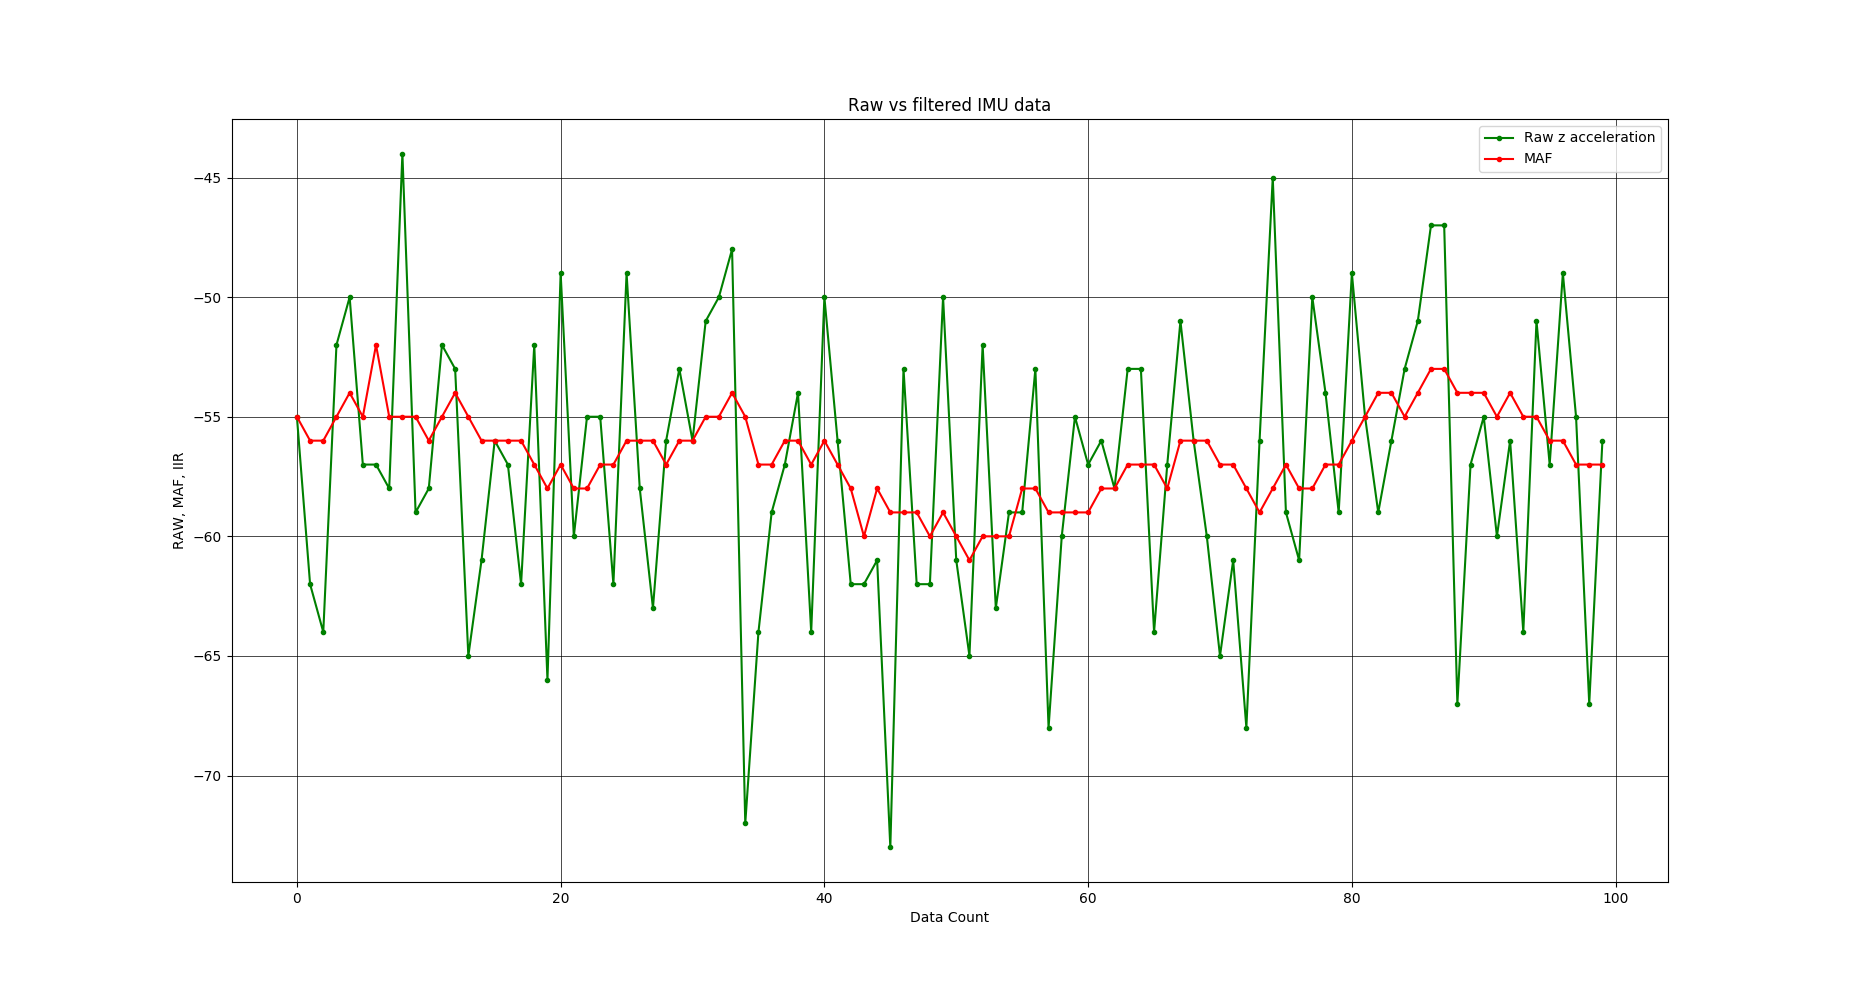 Raw vs filtered IMU data
Raw z acceleration
MAF
−45
−50
−55
−60
−65
−70
RAW, MAF, IIR
0 20 40 60 80 100
Data Count